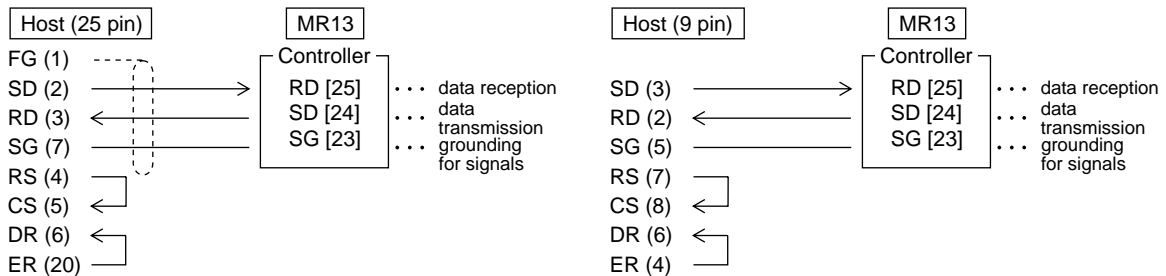 Host (25 pin)
MR13
FG (1)
SD (2)
RD (3)
SG (7)
RS (4)
CS (5)
DR (6)
ER (20)
Controller
RD [25]
SD [24]
SG [23]
... data reception
... data
transmission
... grounding
for signals
Host (9 pin)
MR13
SD (3)
RD (2)
SG (5)
RS (7)
CS (8)
DR (6)
ER (4)
Controller
RD [25]
SD [24]
SG [23]
... data reception
... data
transmission
... grounding
for signals